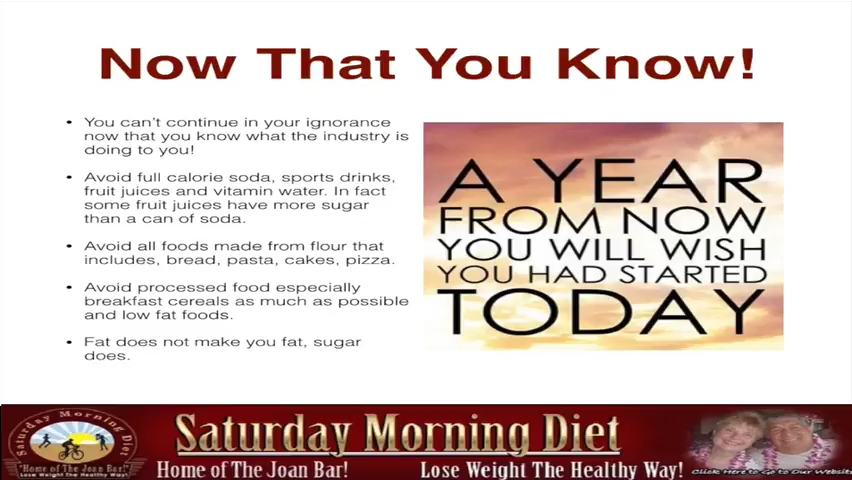 Now That You Know!
• You can't continue in your ignorance
now that you know what the industry is
doing to you!
• Avoid full calorie soda, sports drinks,
fruit juices and vitamin water. In fact
some fruit juices have more sugar
than a can of soda.
• Avoid all foods made from flour that
includes, bread, pasta, cakes, pizza.
• Avoid processed food especially
breakfast cereals as much as possible
and low fat foods.
• Fat does not make you fat, sugar
does.
A YEAR
FROM NOW
YOU WILL WISH
YOU HAD STARTED
TODAY
Saturday Morning Diet
"Home of The Joan Bar!"
Lose Weight The Healthy Way!
Saturday Morning Diet
Home of The Joan Bar!
Lose Weight The Healthy Way!
Click Here to Go to Our Website